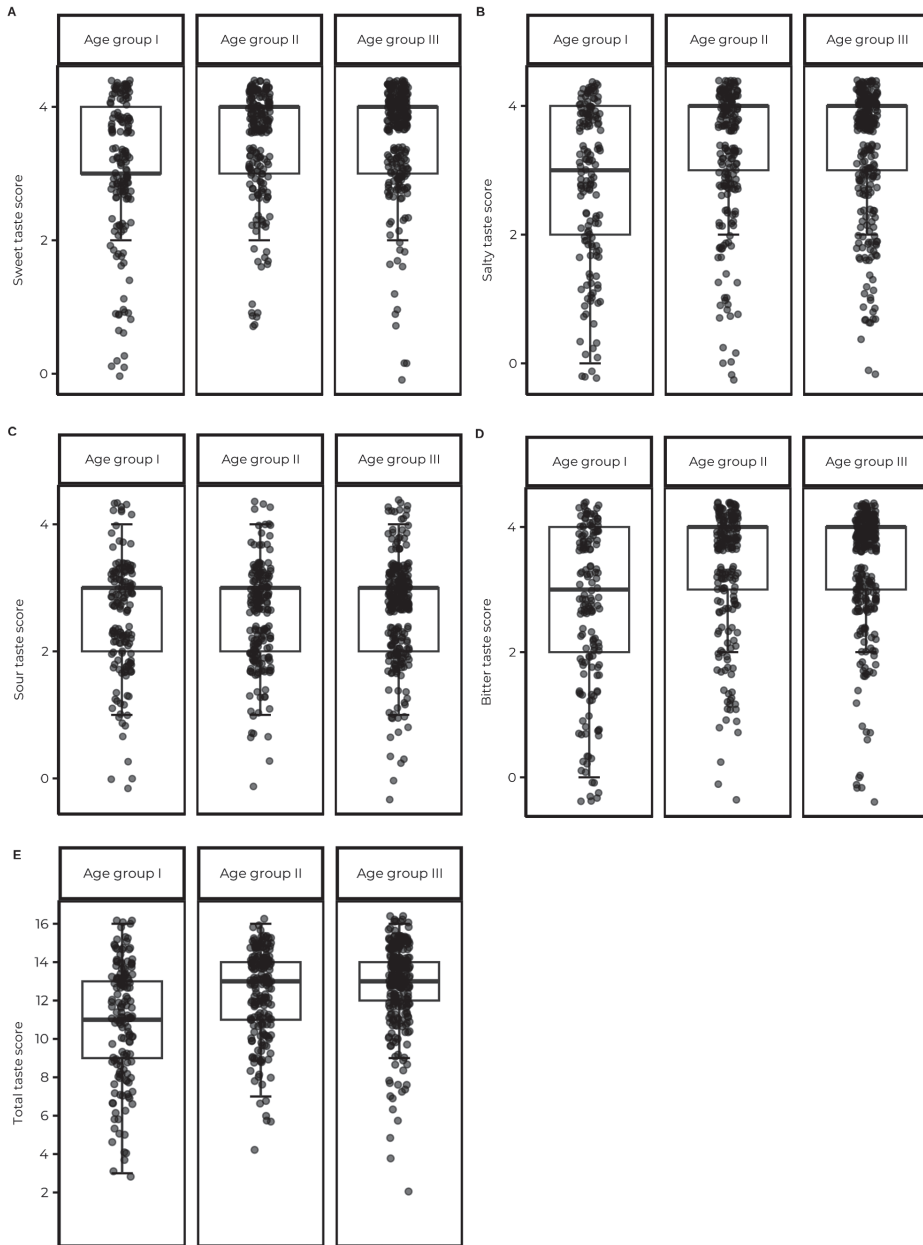 A
Age group I Age group II Age group III
Sweet taste score
4
2
0
B
Age group I Age group II Age group III
Salty taste score
4
2
0
C
Age group I Age group II Age group III
Sour taste score
4
2
0
D
Age group I Age group II Age group III
Bitter taste score
4
2
0
E
Age group I Age group II Age group III
Total taste score
16
14
12
10
8
6
4
2